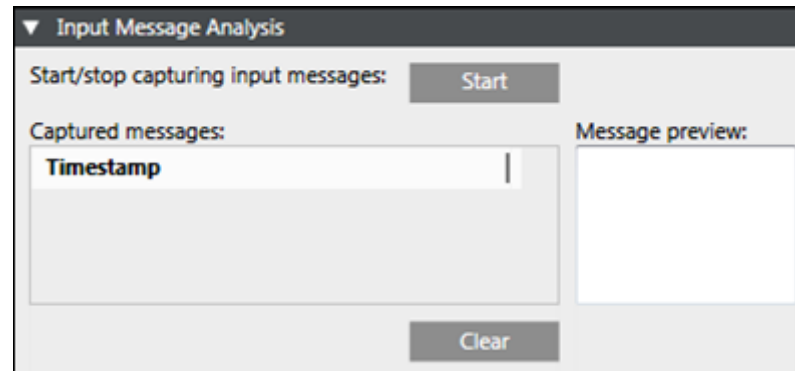 Input Message Analysis
Start/stop capturing input messages: Start
Captured messages: Message preview:
Timestamp
Clear